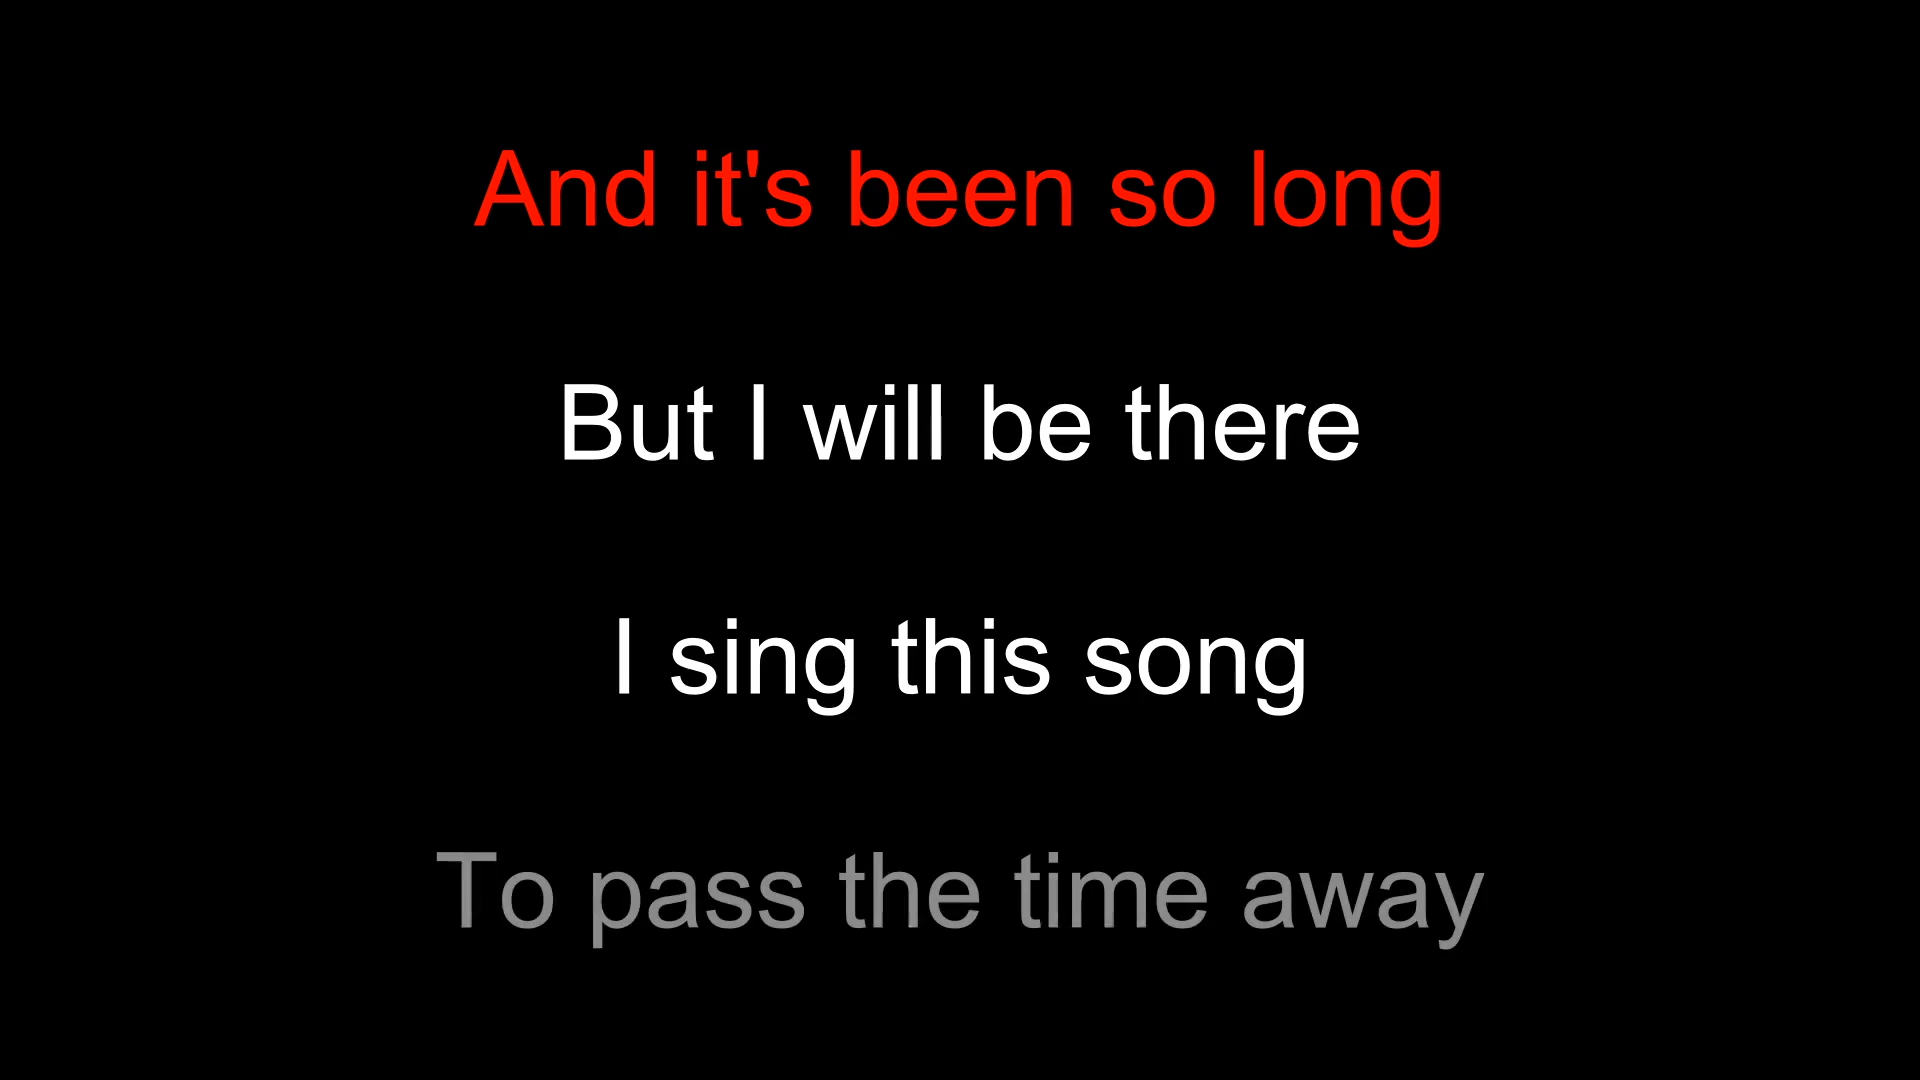 And it's been so long
But I will be there
I sing this song
To pass the time away